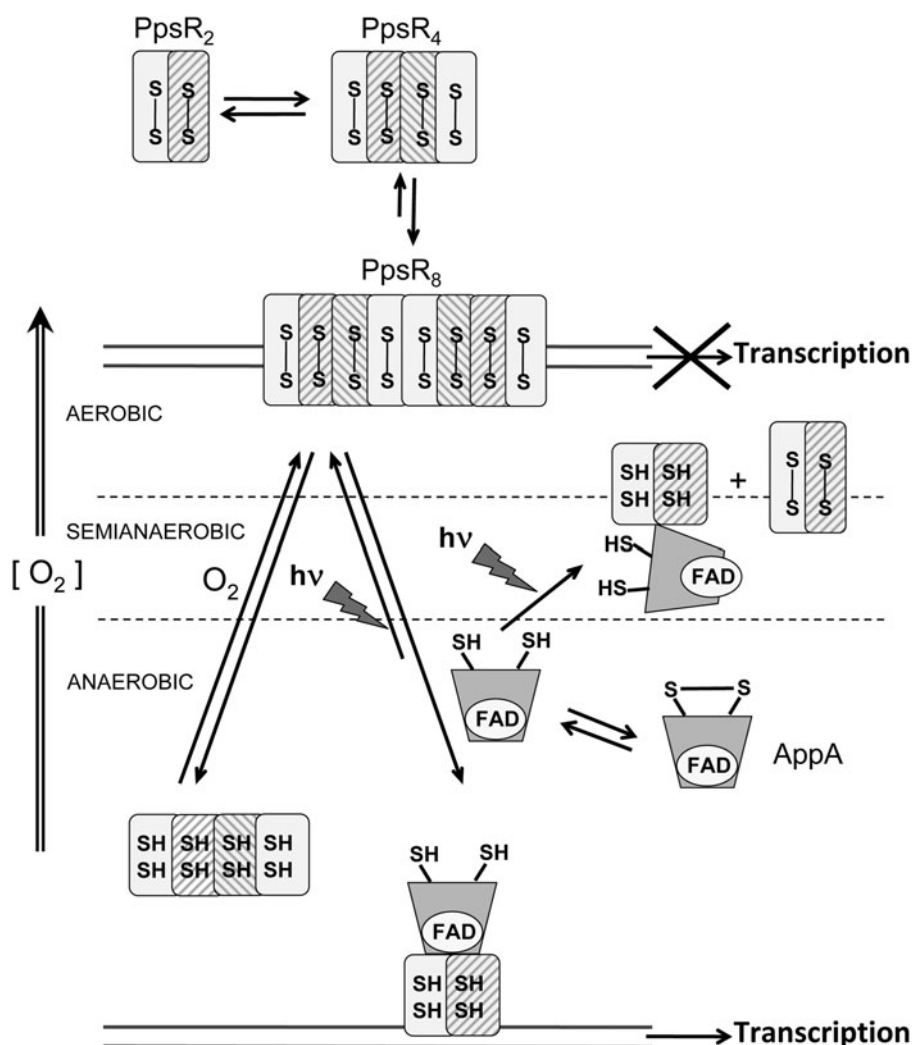 PpsR₂
PpsR₄
S S
S S
S S S S
S S S S
PpsR₈
S S S S S S S S
S S S S S S S S
Transcription
AEROBIC
SH SH
SH SH
+
S S
S S
SEMIANAEROBIC
[ O₂ ]
O₂
hν
hν
HS
HS
FAD
ANAEROBIC
SH SH
FAD
S S
FAD
AppA
SH SH SH SH
SH SH SH SH
SH SH
FAD
SH SH
SH SH
Transcription